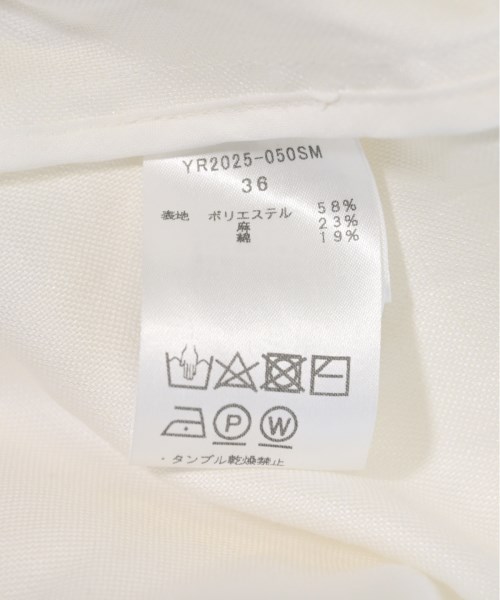 YR2025-050SM
36
表地 ポリエステル 58%
麻 23%
綿 19%
P W
・タンブル乾燥禁止